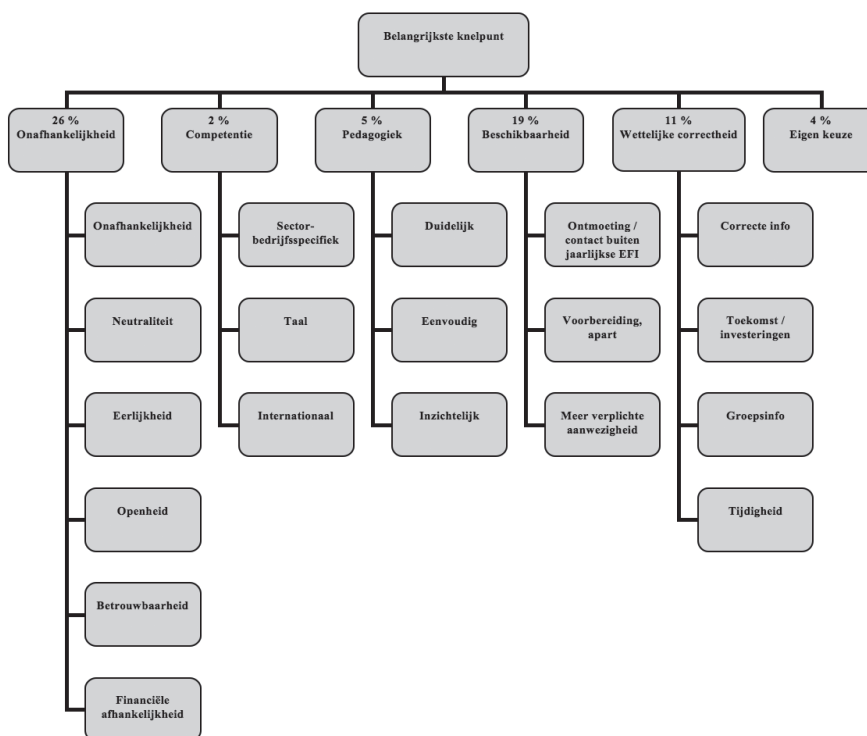 Belangrijkste knelpunt
26 %
Onafhankelijkheid
2 %
Competentie
5 %
Pedagogiek
19 %
Beschikbaarheid
11 %
Wettelijke correctheid
4 %
Eigen keuze
Onafhankelijkheid
Neutraliteit
Eerlijkheid
Openheid
Betrouwbaarheid
Financiële
afhankelijkheid
Sector-
bedrijfsspecifiek
Taal
Internationaal
Duidelijk
Eenvoudig
Inzichtelijk
Ontmoeting /
contact buiten
jaarlijkse EFI
Voorbereiding,
apart
Meer verplichte
aanwezigheid
Correcte info
Toekomst /
investeringen
Groepsinfo
Tijdigheid